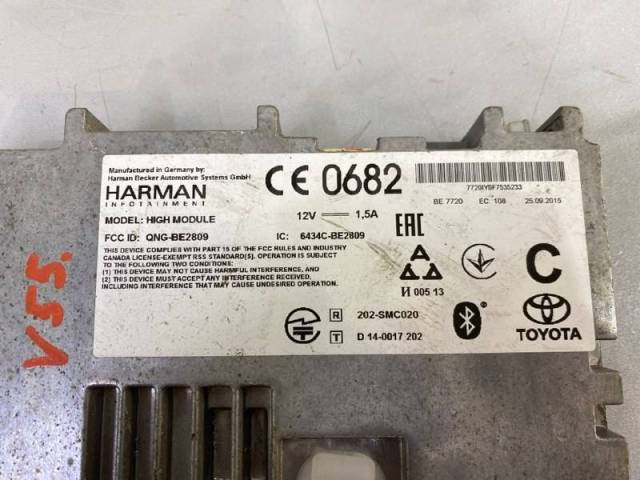 Manufactured in Germany by:
Harman Becker Automotive Systems GmbH
HARMAN
INFOTAINMENT
CE 0682
7720IY6F7535233
BE 7720 EC 108 25.09.2015
MODEL: HIGH MODULE 12V 1,5A
FCC ID: QNG-BE2809 IC: 6434C-BE2809
THIS DEVICE COMPLIES WITH PART 15 OF THE FCC RULES AND INDUSTRY
CANADA LICENSE-EXEMPT RSS STANDARD(S). OPERATION IS SUBJECT
TO THE FOLLOWING TWO CONDITIONS:
(1) THIS DEVICE MAY NOT CAUSE HARMFUL INTERFERENCE, AND
(2) THIS DEVICE MUST ACCEPT ANY INTERFERENCE RECEIVED,
INCLUDING INTERFERENCE THAT MAY CAUSE UNDESIRED OPERATION.
EAC
И 005 13
C
R 202-SMC020
T D 14-0017 202
TOYOTA
V55.